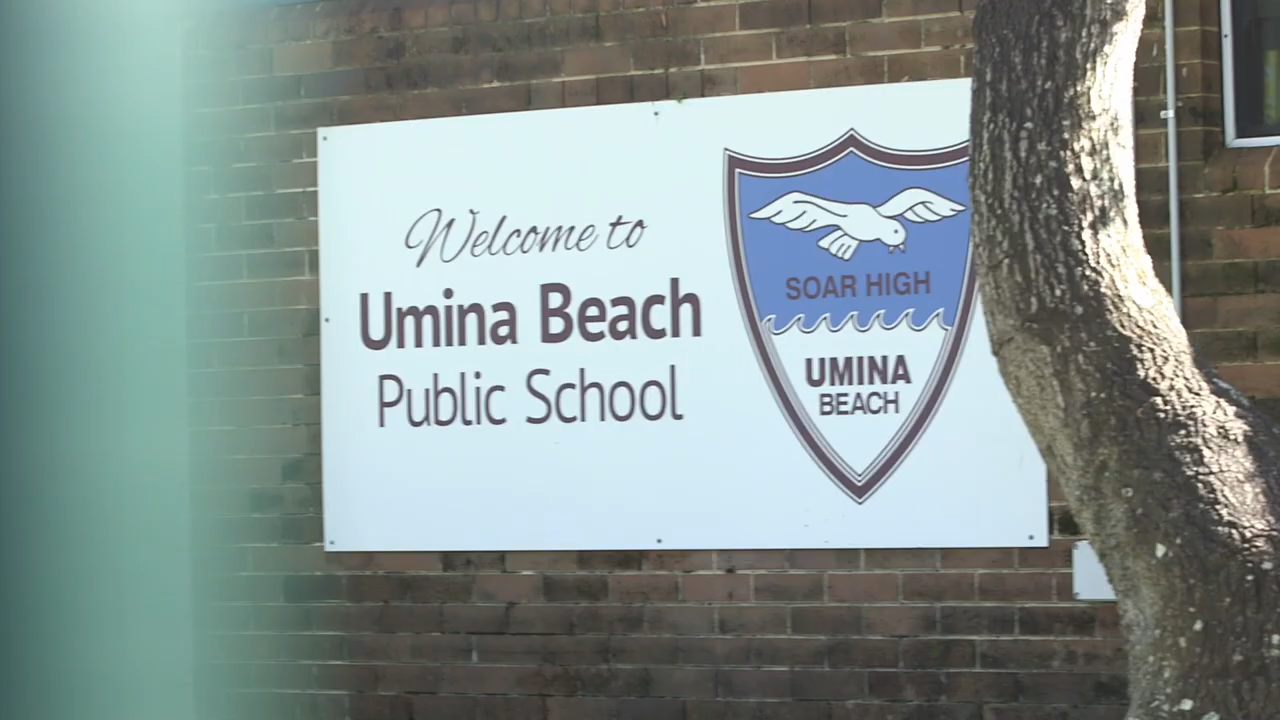 Welcome to
Umina Beach
Public School
SOAR HIGH
UMINA
BEACH